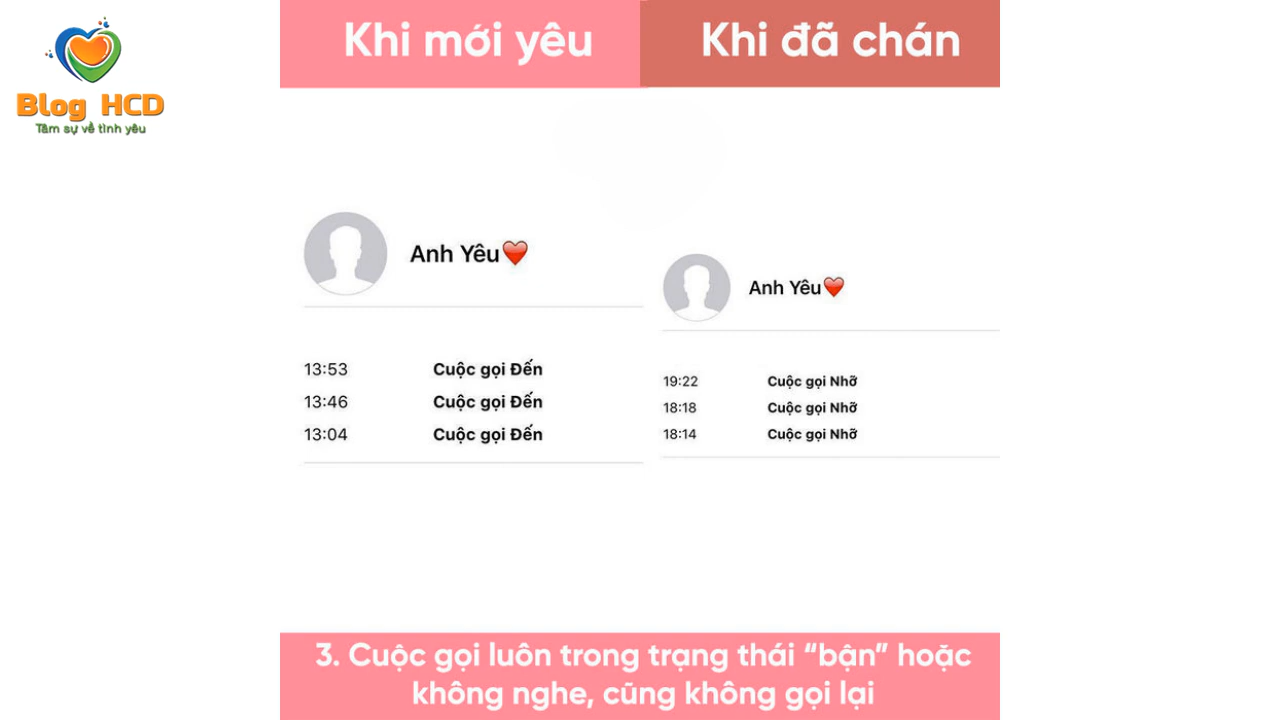 Blog HCD
Tâm sự về tình yêu
Khi mới yêu
Khi đã chán
Anh Yêu❤️
13:53 Cuộc gọi Đến
13:46 Cuộc gọi Đến
13:04 Cuộc gọi Đến
Anh Yêu❤️
19:22 Cuộc gọi Nhỡ
18:18 Cuộc gọi Nhỡ
18:14 Cuộc gọi Nhỡ
3. Cuộc gọi luôn trong trạng thái “bận” hoặc
không nghe, cũng không gọi lại